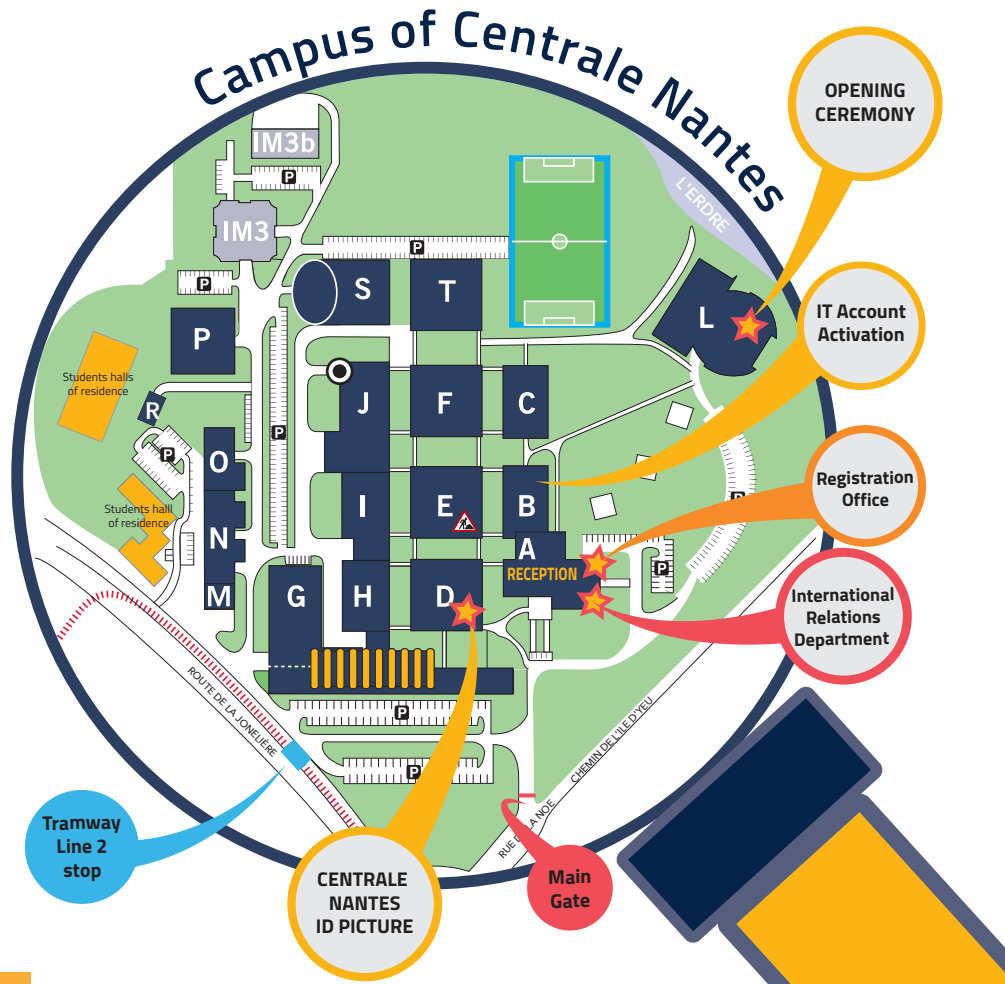 Campus of Centrale Nantes
OPENING
CEREMONY
IM3b
P
L'ERDRE
IM3
P
P
S
T
L
IT Account
Activation
P
Students halls
of residence
R
J
F
C
P
O
P
Registration
Office
Students hall
of residence
I
E
B
P
N
A
RECEPTION
P
M
G
H
D
International
Relations
Department
ROUTE DE LA JONELIÈRE
P
CHEMIN DE L'ILE D'YEU
P
Tramway
Line 2
stop
RUE DE LA NOE
CENTRALE
NANTES
ID PICTURE
Main
Gate